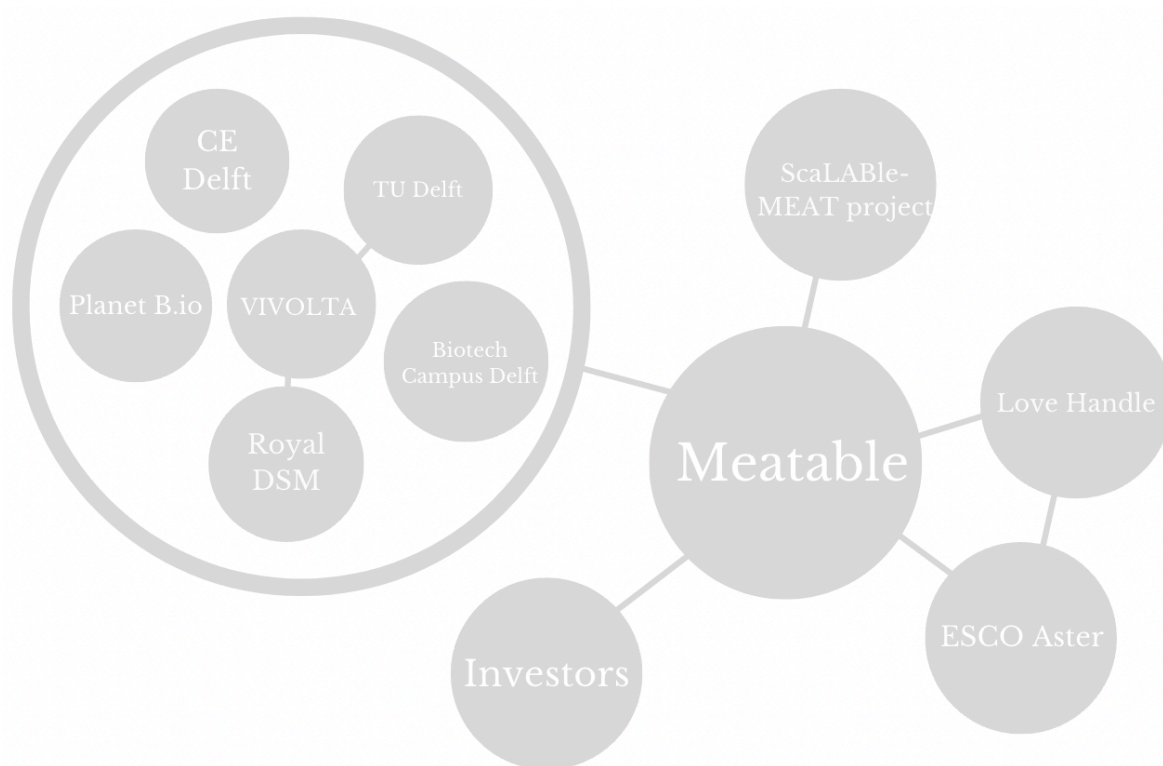 CE
Delft
TU Delft
Planet B.io
VIVOLTA
Biotech
Campus Delft
Royal
DSM
ScaLABle-
MEAT project
Love Handle
Meatable
ESCO Aster
Investors